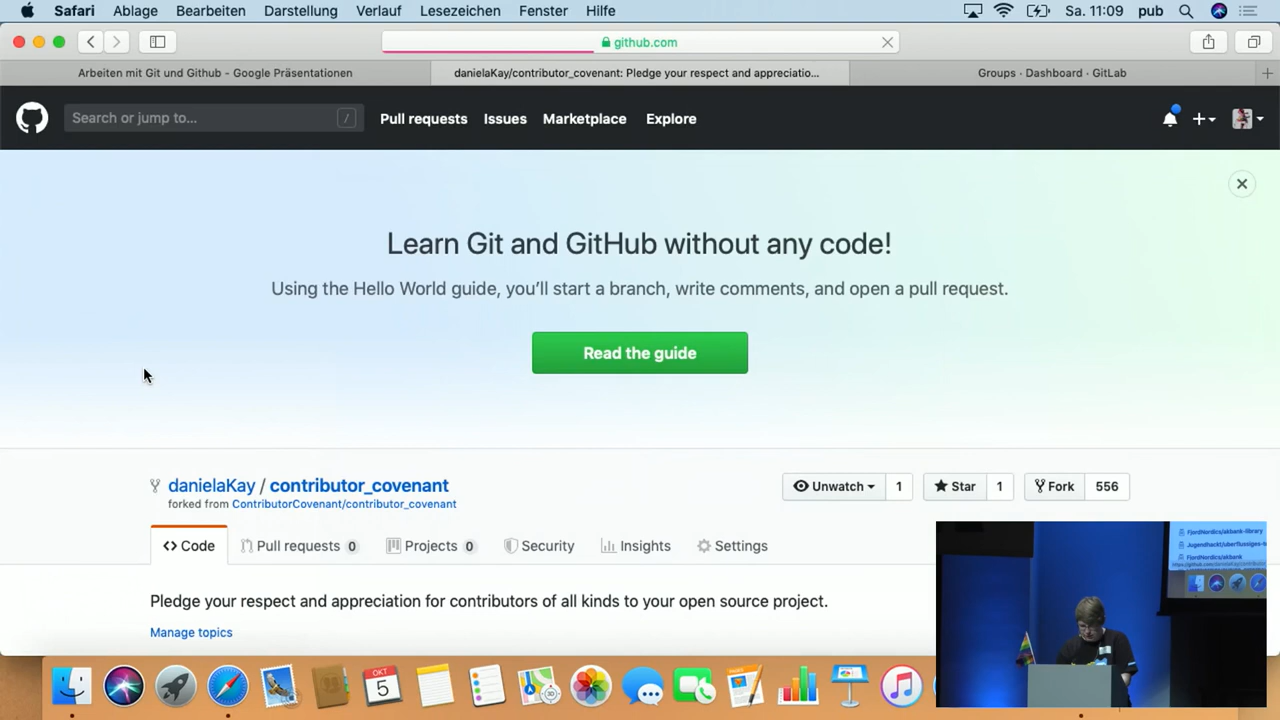 Safari Ablage Bearbeiten Darstellung Verlauf Lesezeichen Fenster Hilfe Sa. 11:09 pub
github.com
Arbeiten mit Git und Github - Google Präsentationen
danielaKay/contributor_covenant: Pledge your respect and appreciatio...
Groups · Dashboard · GitLab
Search or jump to... /
Pull requests Issues Marketplace Explore
Learn Git and GitHub without any code!
Using the Hello World guide, you'll start a branch, write comments, and open a pull request.
Read the guide
danielaKay / contributor_covenant
forked from ContributorCovenant/contributor_covenant
Unwatch 1 Star 1 Fork 556
Code Pull requests 0 Projects 0 Security Insights Settings
Pledge your respect and appreciation for contributors of all kinds to your open source project.
Manage topics
FjordNordics/akbank-library
FjordNordics/akbank
OKT
5